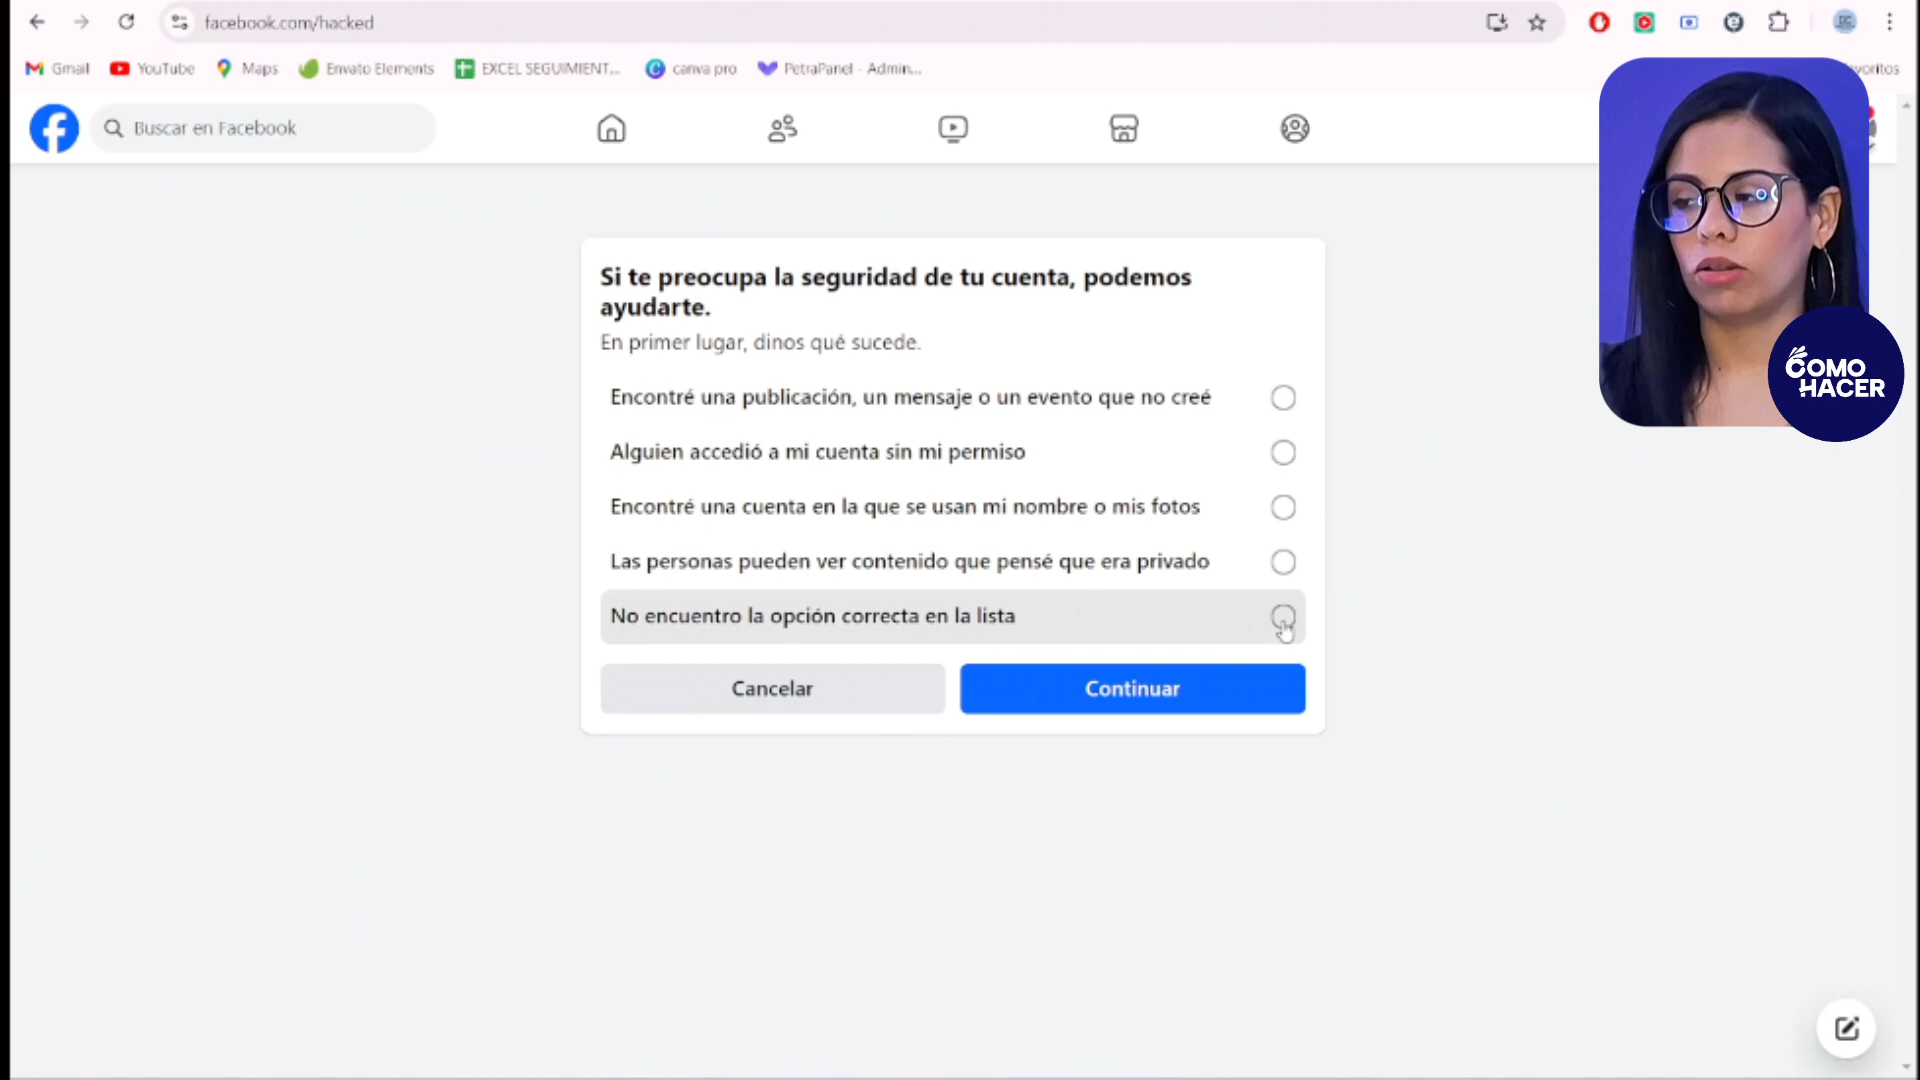 facebook.com/hacked
Gmail
YouTube
Maps
Envato Elements
EXCEL SEGUIMIENT...
canva pro
PetraPanel - Admin...
Buscar en Facebook
COMO
HACER
Si te preocupa la seguridad de tu cuenta, podemos
ayudarte.
En primer lugar, dinos qué sucede.
Encontré una publicación, un mensaje o un evento que no creé
Alguien accedió a mi cuenta sin mi permiso
Encontré una cuenta en la que se usan mi nombre o mis fotos
Las personas pueden ver contenido que pensé que era privado
No encuentro la opción correcta en la lista
Cancelar
Continuar